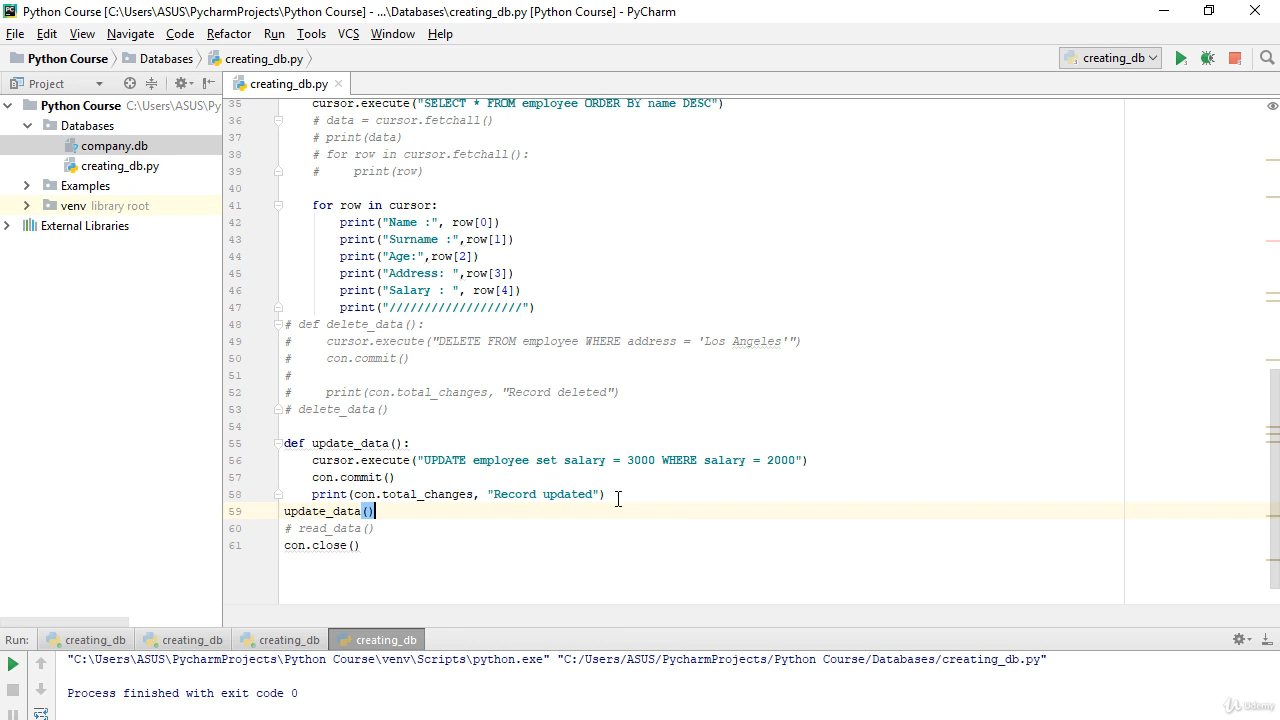 Python Course [C:\Users\ASUS\PycharmProjects\Python Course] - ...\Databases\creating_db.py [Python Course] - PyCharm
File Edit View Navigate Code Refactor Run Tools VCS Window Help
Python Course Databases creating_db.py creating_db
Project creating_db.py
Python Course C:\Users\ASUS\Py
Databases
company.db
creating_db.py
Examples
venv library root
External Libraries
35 cursor.execute("SELECT * FROM employee ORDER BY name DESC")
36 # data = cursor.fetchall()
37 # print(data)
38 # for row in cursor.fetchall():
39 #     print(row)
40
41 for row in cursor:
42 print("Name :", row[0])
43 print("Surname :",row[1])
44 print("Age:",row[2])
45 print("Address: ",row[3])
46 print("Salary : ", row[4])
47 print("///////////////////")
48 # def delete_data():
49 #     cursor.execute("DELETE FROM employee WHERE address = 'Los Angeles'")
50 #     con.commit()
51 #
52 #     print(con.total_changes, "Record deleted")
53 # delete_data()
54
55 def update_data():
56 cursor.execute("UPDATE employee set salary = 3000 WHERE salary = 2000")
57 con.commit()
58 print(con.total_changes, "Record updated")
59 update_data()
60 # read_data()
61 con.close()
Run: creating_db creating_db creating_db creating_db
"C:\Users\ASUS\PycharmProjects\Python Course\venv\Scripts\python.exe" "C:/Users/ASUS/PycharmProjects/Python Course/Databases/creating_db.py"
Process finished with exit code 0
Udemy